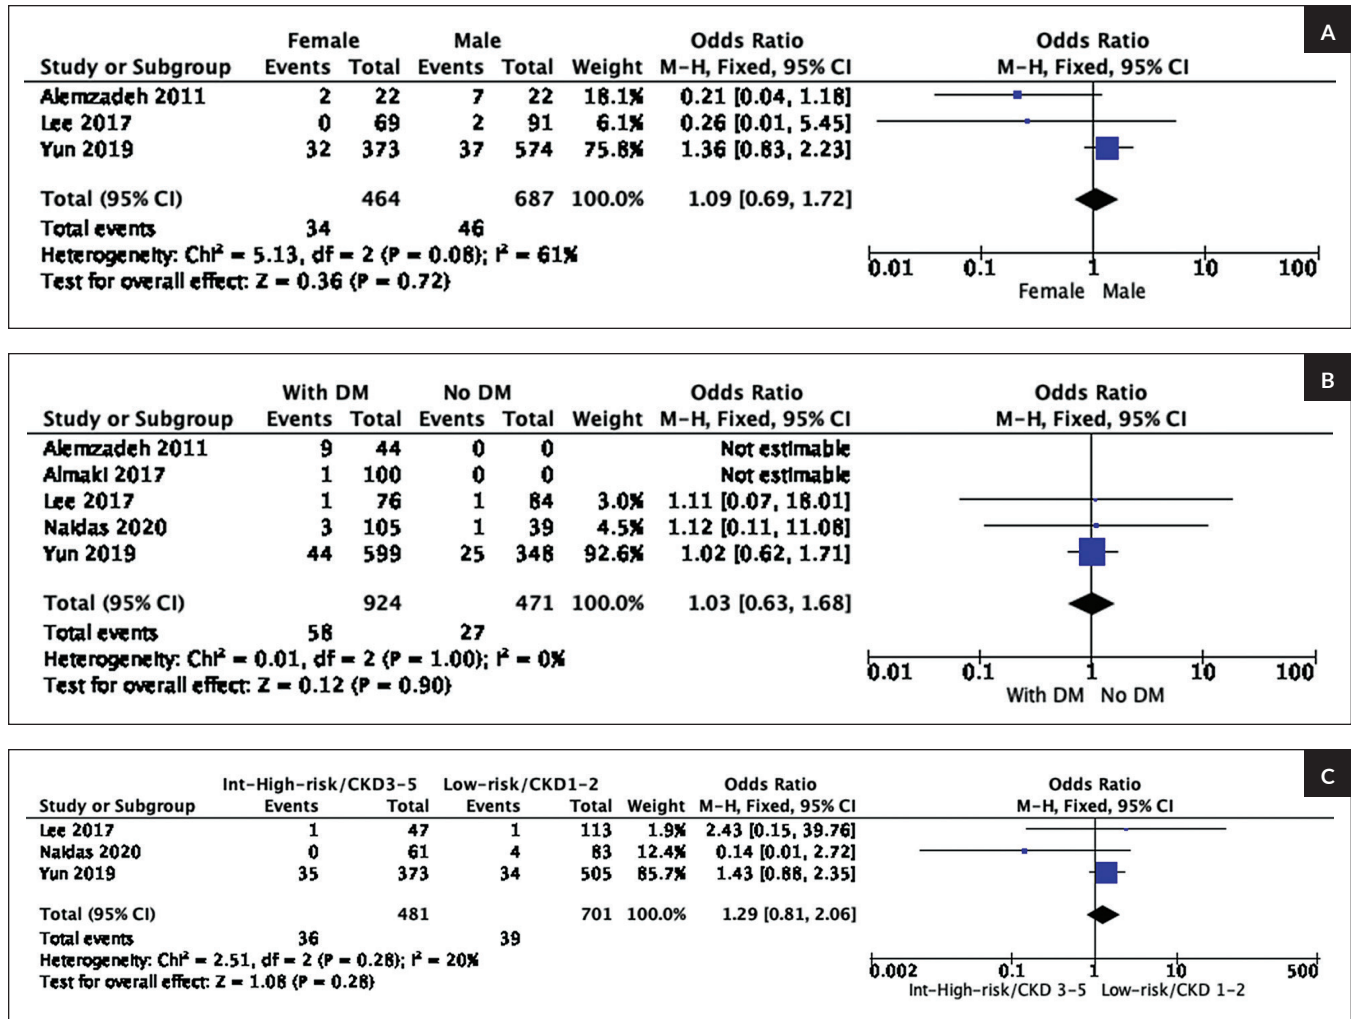 A
Female Male Odds Ratio Odds Ratio
Study or Subgroup Events Total Events Total Weight M-H, Fixed, 95% CI M-H, Fixed, 95% CI
Alemzadeh 2011 2 22 7 22 18.1% 0.21 [0.04, 1.18]
Lee 2017 0 69 2 91 6.1% 0.26 [0.01, 5.45]
Yun 2019 32 373 37 574 75.8% 1.36 [0.83, 2.23]
Total (95% CI) 464 687 100.0% 1.09 [0.69, 1.72]
Total events 34 46
Heterogeneity: Chi² = 5.13, df = 2 (P = 0.08); I² = 61%
Test for overall effect: Z = 0.36 (P = 0.72)
0.01 0.1 1 10 100
Female Male
B
With DM No DM Odds Ratio Odds Ratio
Study or Subgroup Events Total Events Total Weight M-H, Fixed, 95% CI M-H, Fixed, 95% CI
Alemzadeh 2011 9 44 0 0 Not estimable
Almaki 2017 1 100 0 0 Not estimable
Lee 2017 1 76 1 84 3.0% 1.11 [0.07, 18.01]
Naidas 2020 3 105 1 39 4.5% 1.12 [0.11, 11.08]
Yun 2019 44 599 25 348 92.6% 1.02 [0.62, 1.71]
Total (95% CI) 924 471 100.0% 1.03 [0.63, 1.68]
Total events 58 27
Heterogeneity: Chi² = 0.01, df = 2 (P = 1.00); I² = 0%
Test for overall effect: Z = 0.12 (P = 0.90)
0.01 0.1 1 10 100
With DM No DM
C
Int-High-risk/CKD3-5 Low-risk/CKD1-2 Odds Ratio Odds Ratio
Study or Subgroup Events Total Events Total Weight M-H, Fixed, 95% CI M-H, Fixed, 95% CI
Lee 2017 1 47 1 113 1.9% 2.43 [0.15, 39.76]
Naidas 2020 0 61 4 83 12.4% 0.14 [0.01, 2.72]
Yun 2019 35 373 34 505 85.7% 1.43 [0.88, 2.35]
Total (95% CI) 481 701 100.0% 1.29 [0.81, 2.06]
Total events 36 39
Heterogeneity: Chi² = 2.51, df = 2 (P = 0.28); I² = 20%
Test for overall effect: Z = 1.08 (P = 0.28)
0.002 0.1 1 10 500
Int-High-risk/CKD 3-5 Low-risk/CKD 1-2